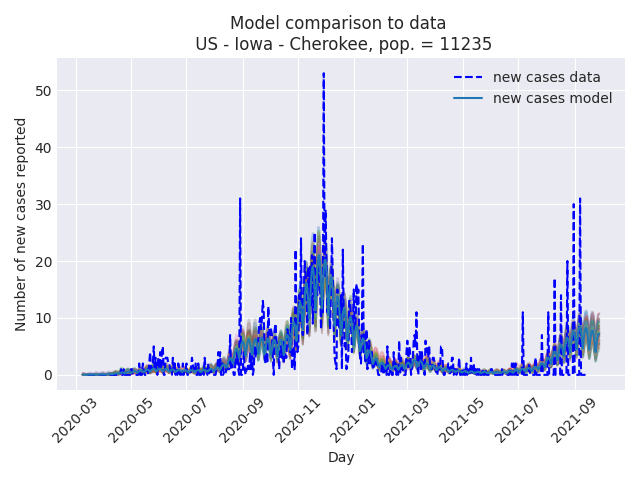 Model comparison to data
US - Iowa - Cherokee, pop. = 11235
new cases data
new cases model
Number of new cases reported
50
40
30
20
10
0
2020-03
2020-05
2020-07
2020-09
2020-11
2021-01
2021-03
2021-05
2021-07
2021-09
Day